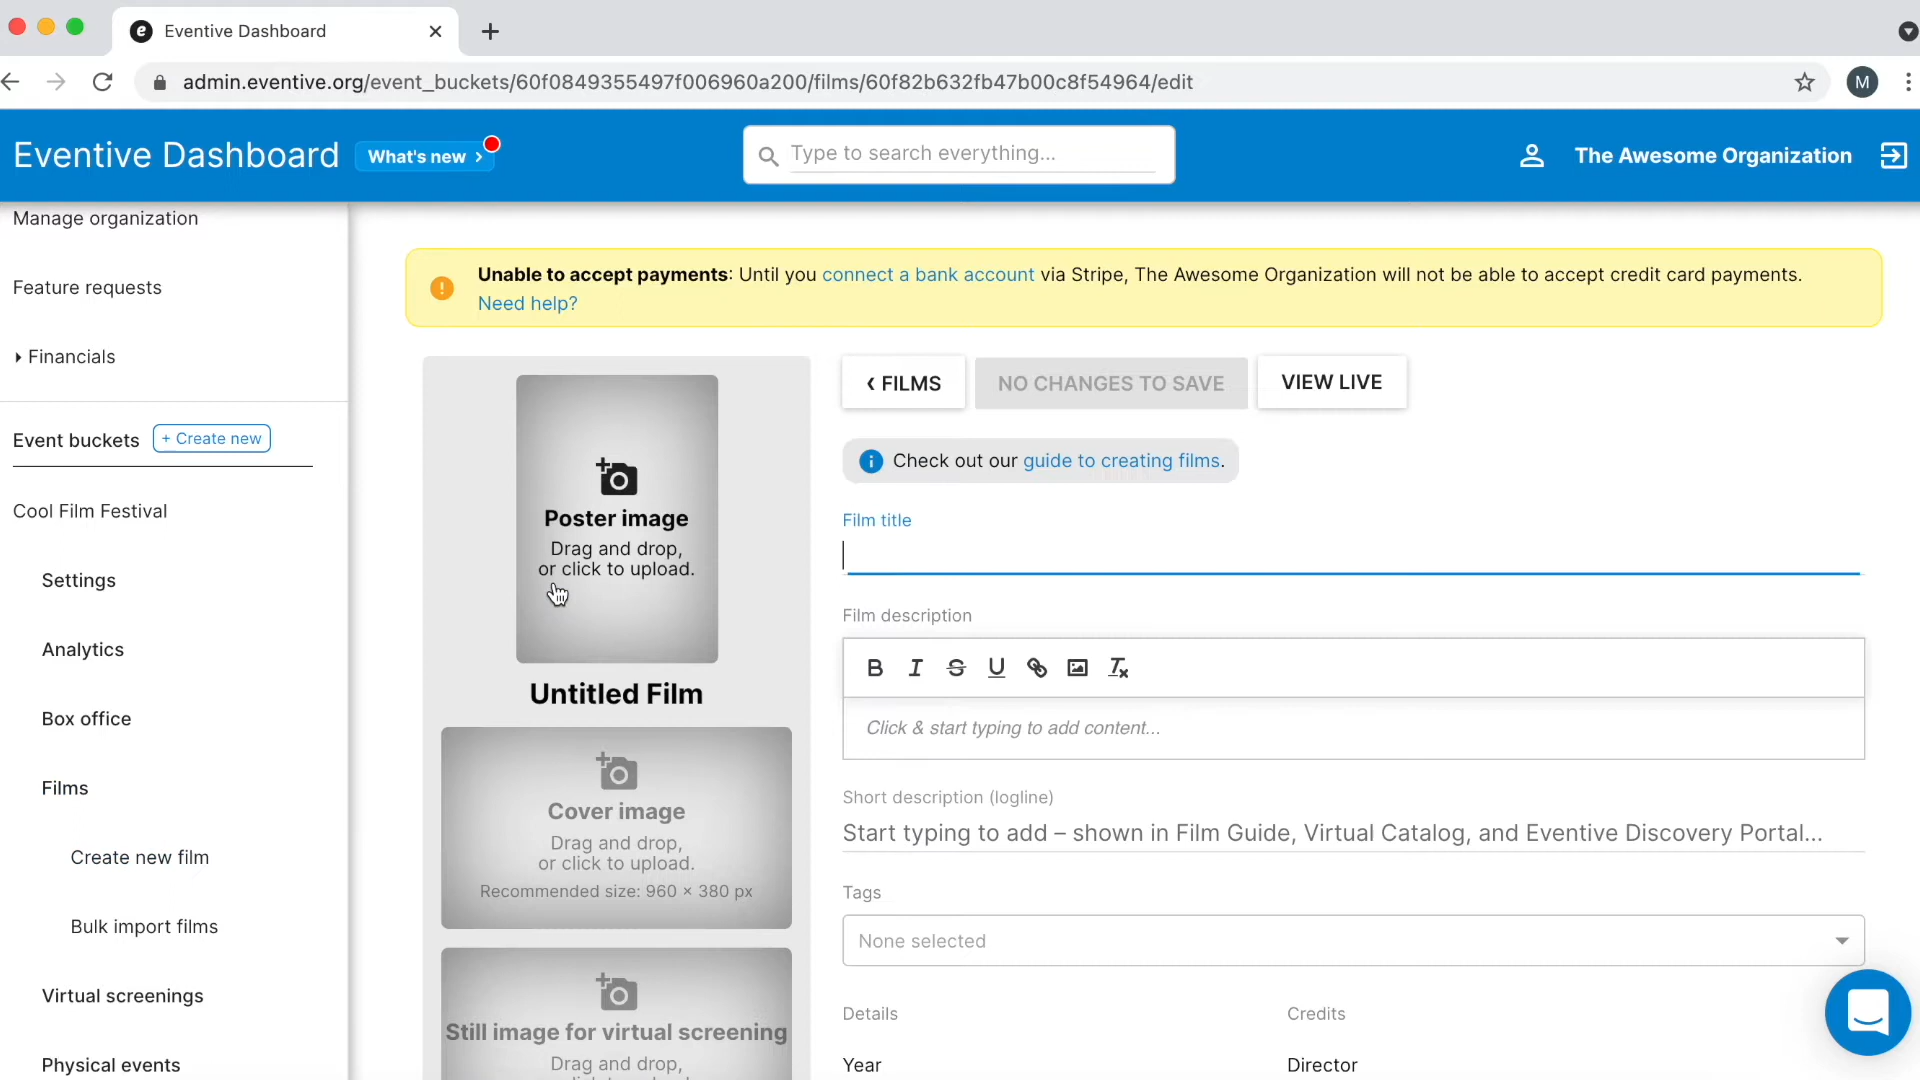 Eventive Dashboard
admin.eventive.org/event_buckets/60f0849355497f006960a200/films/60f82b632fb47b00c8f54964/edit
M
Eventive Dashboard
What's new ›
Type to search everything...
The Awesome Organization
Manage organization
Feature requests
Financials
Event buckets
+ Create new
Cool Film Festival
Settings
Analytics
Box office
Films
Create new film
Bulk import films
Virtual screenings
Physical events
Unable to accept payments: Until you connect a bank account via Stripe, The Awesome Organization will not be able to accept credit card payments.
Need help?
Poster image
Drag and drop,
or click to upload.
Untitled Film
Cover image
Drag and drop,
or click to upload.
Recommended size: 960 × 380 px
Still image for virtual screening
Drag and drop,
‹ FILMS
NO CHANGES TO SAVE
VIEW LIVE
Check out our guide to creating films.
Film title
Film description
B I S U
Click & start typing to add content...
Short description (logline)
Start typing to add – shown in Film Guide, Virtual Catalog, and Eventive Discovery Portal...
Tags
None selected
Details
Credits
Year
Director